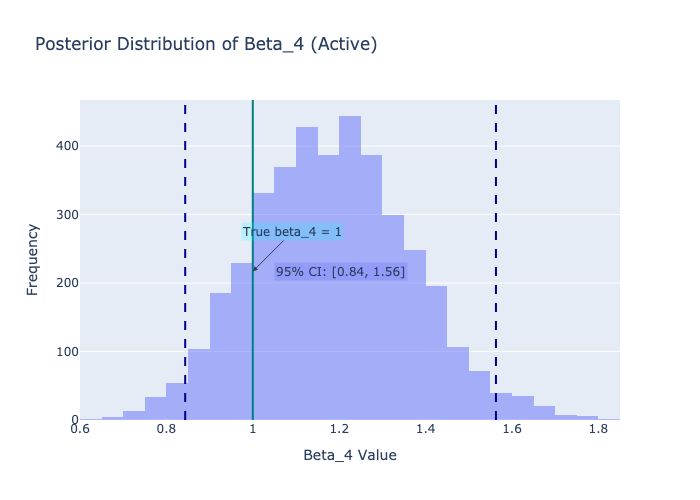 Posterior Distribution of Beta_4 (Active)
400
300
200
100
0
Frequency
True beta_4 = 1
95% CI: [0.84, 1.56]
0.6
0.8
1
1.2
1.4
1.6
1.8
Beta_4 Value